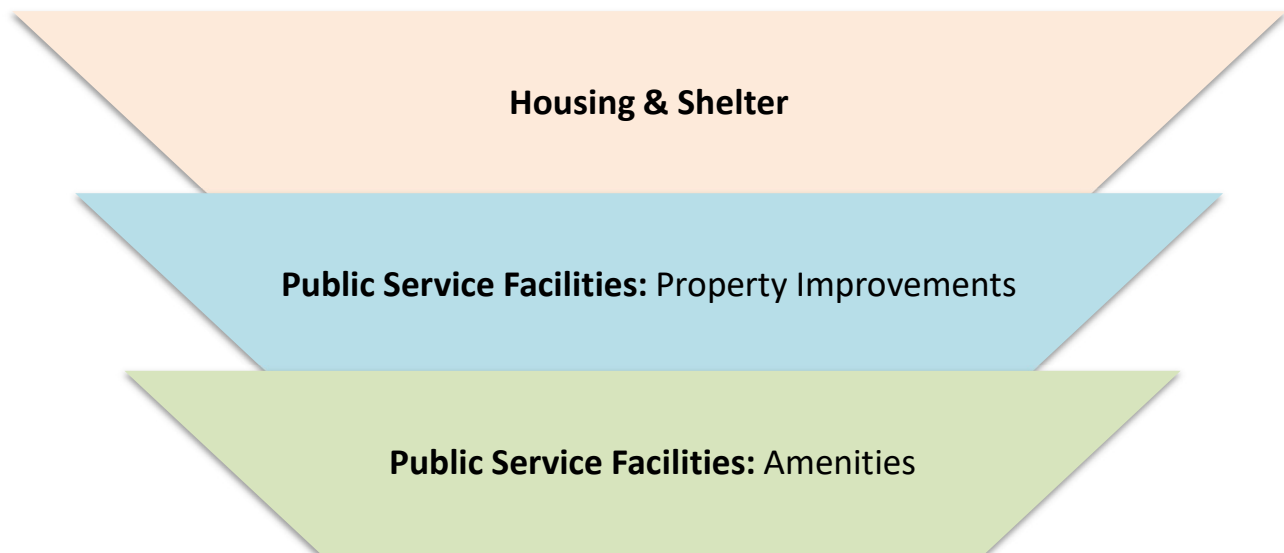 Housing & Shelter
Public Service Facilities: Property Improvements
Public Service Facilities: Amenities